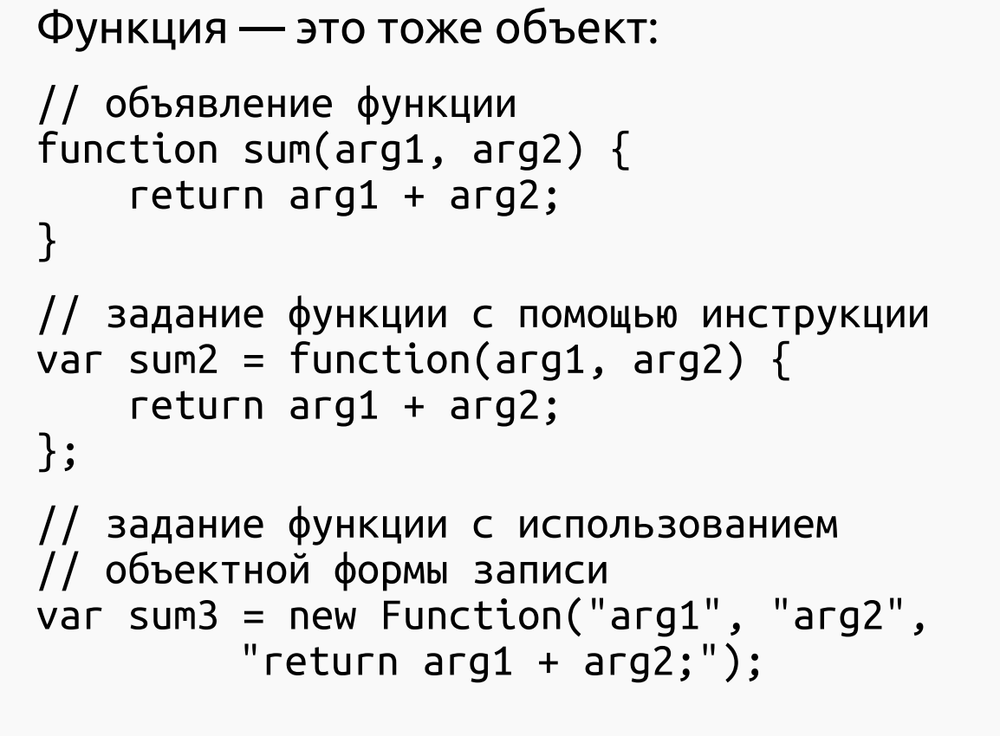 Функция — это тоже объект:
// объявление функции
function sum(arg1, arg2) {
    return arg1 + arg2;
}
// задание функции с помощью инструкции
var sum2 = function(arg1, arg2) {
    return arg1 + arg2;
};
// задание функции с использованием
// объектной формы записи
var sum3 = new Function("arg1", "arg2",
         "return arg1 + arg2;");